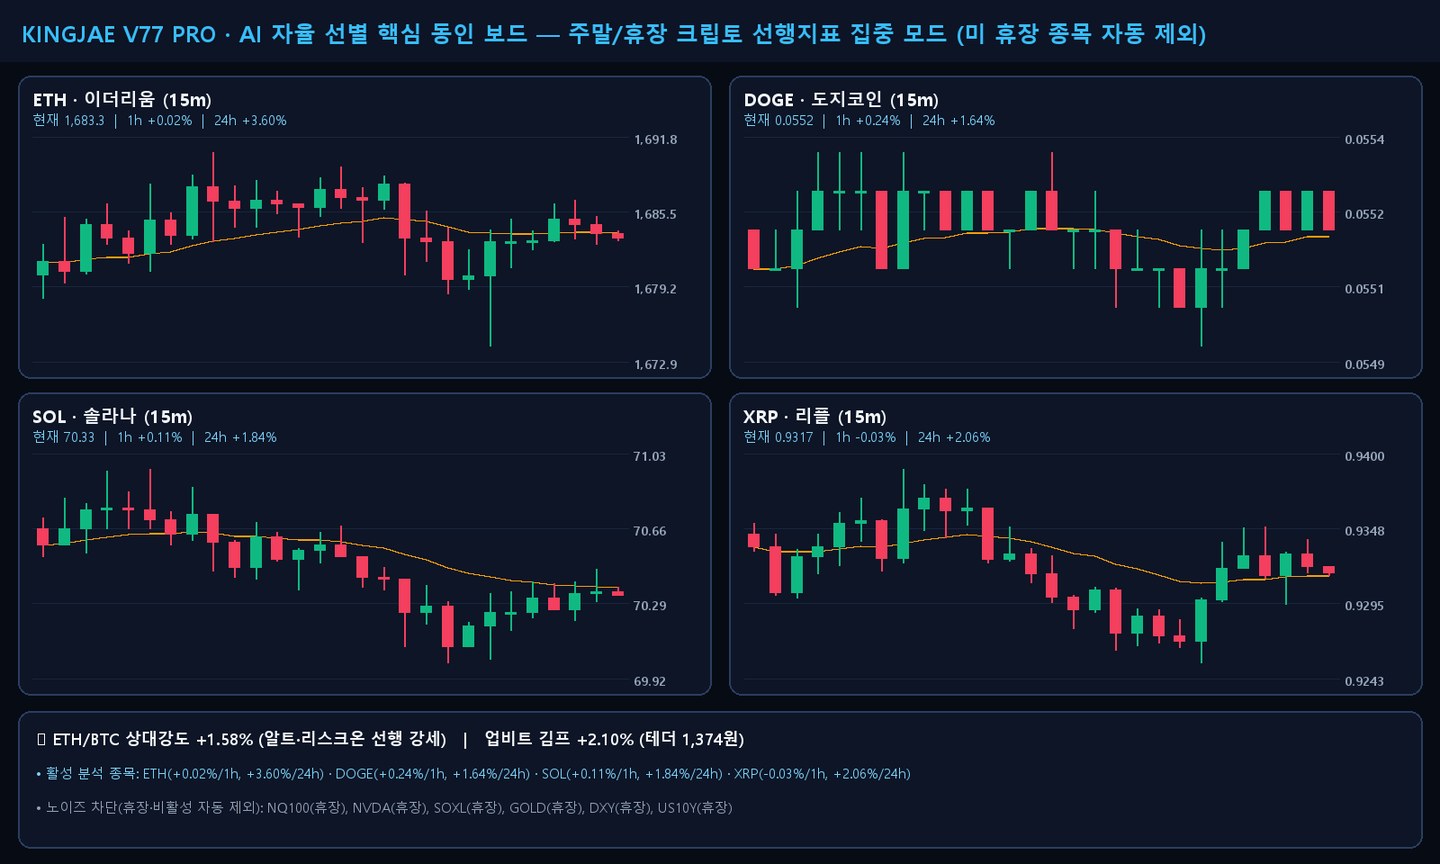 KINGJAE V77 PRO · AI 자율 선별 핵심 동인 보드 — 주말/휴장 크립토 선행지표 집중 모드 (미 휴장 종목 자동 제외)
ETH · 이더리움 (15m)
현재 1,683.3 | 1h +0.02% | 24h +3.60%
1,691.8
1,685.5
1,679.2
1,672.9
DOGE · 도지코인 (15m)
현재 0.0552 | 1h +0.24% | 24h +1.64%
0.0554
0.0552
0.0551
0.0549
SOL · 솔라나 (15m)
현재 70.33 | 1h +0.11% | 24h +1.84%
71.03
70.66
70.29
69.92
XRP · 리플 (15m)
현재 0.9317 | 1h -0.03% | 24h +2.06%
0.9400
0.9348
0.9295
0.9243
ETH/BTC 상대강도 +1.58% (알트·리스크온 선행 강세) | 업비트 김프 +2.10% (테더 1,374원)
• 활성 분석 종목: ETH(+0.02%/1h, +3.60%/24h) · DOGE(+0.24%/1h, +1.64%/24h) · SOL(+0.11%/1h, +1.84%/24h) · XRP(-0.03%/1h, +2.06%/24h)
• 노이즈 차단(휴장·비활성 자동 제외): NQ100(휴장), NVDA(휴장), SOXL(휴장), GOLD(휴장), DXY(휴장), US10Y(휴장)